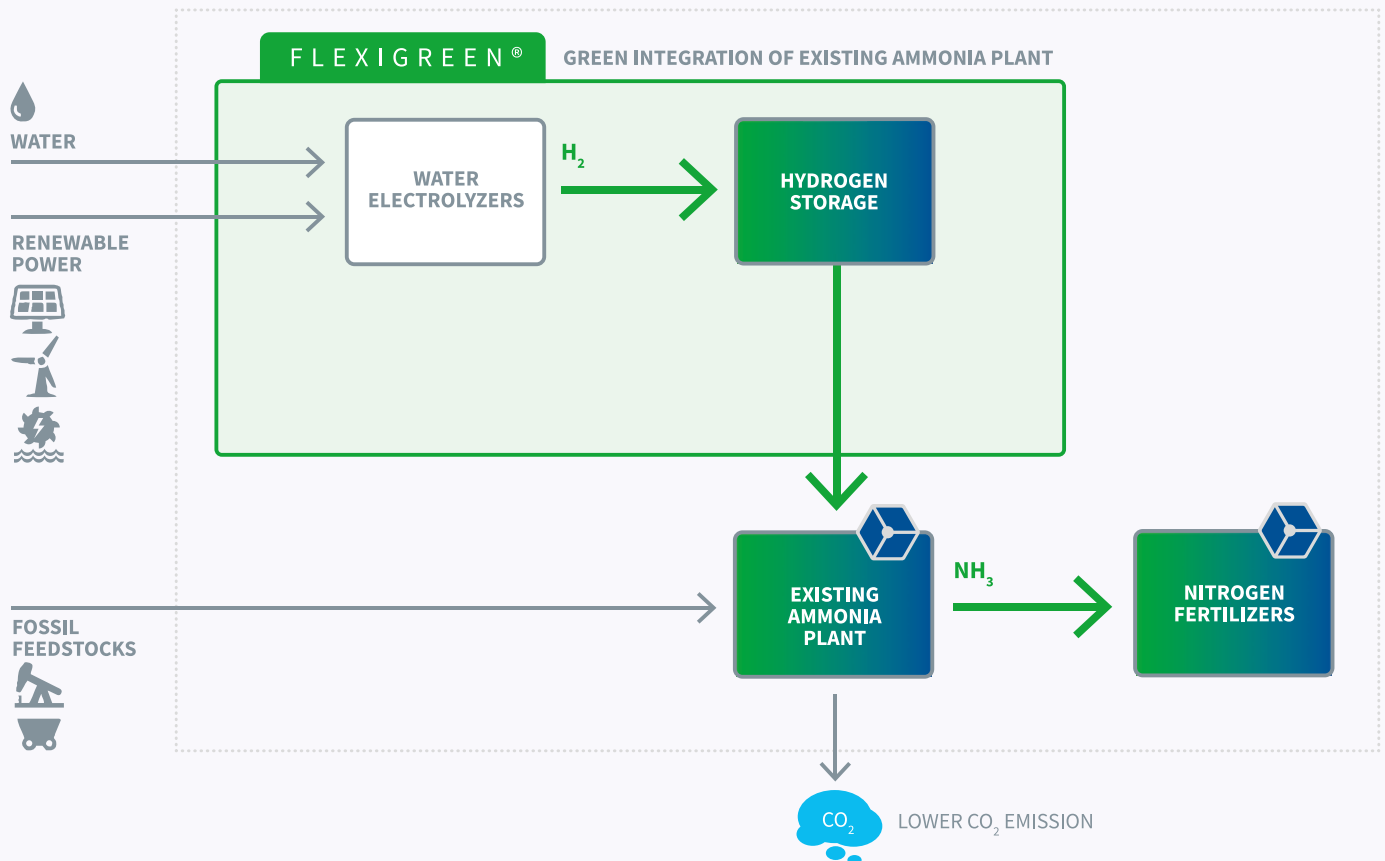 FLEXIGREEN®
GREEN INTEGRATION OF EXISTING AMMONIA PLANT
WATER
WATER
ELECTROLYZERS
H₂
HYDROGEN
STORAGE
RENEWABLE
POWER
FOSSIL
FEEDSTOCKS
EXISTING
AMMONIA
PLANT
NH₃
NITROGEN
FERTILIZERS
CO₂
LOWER CO₂ EMISSION